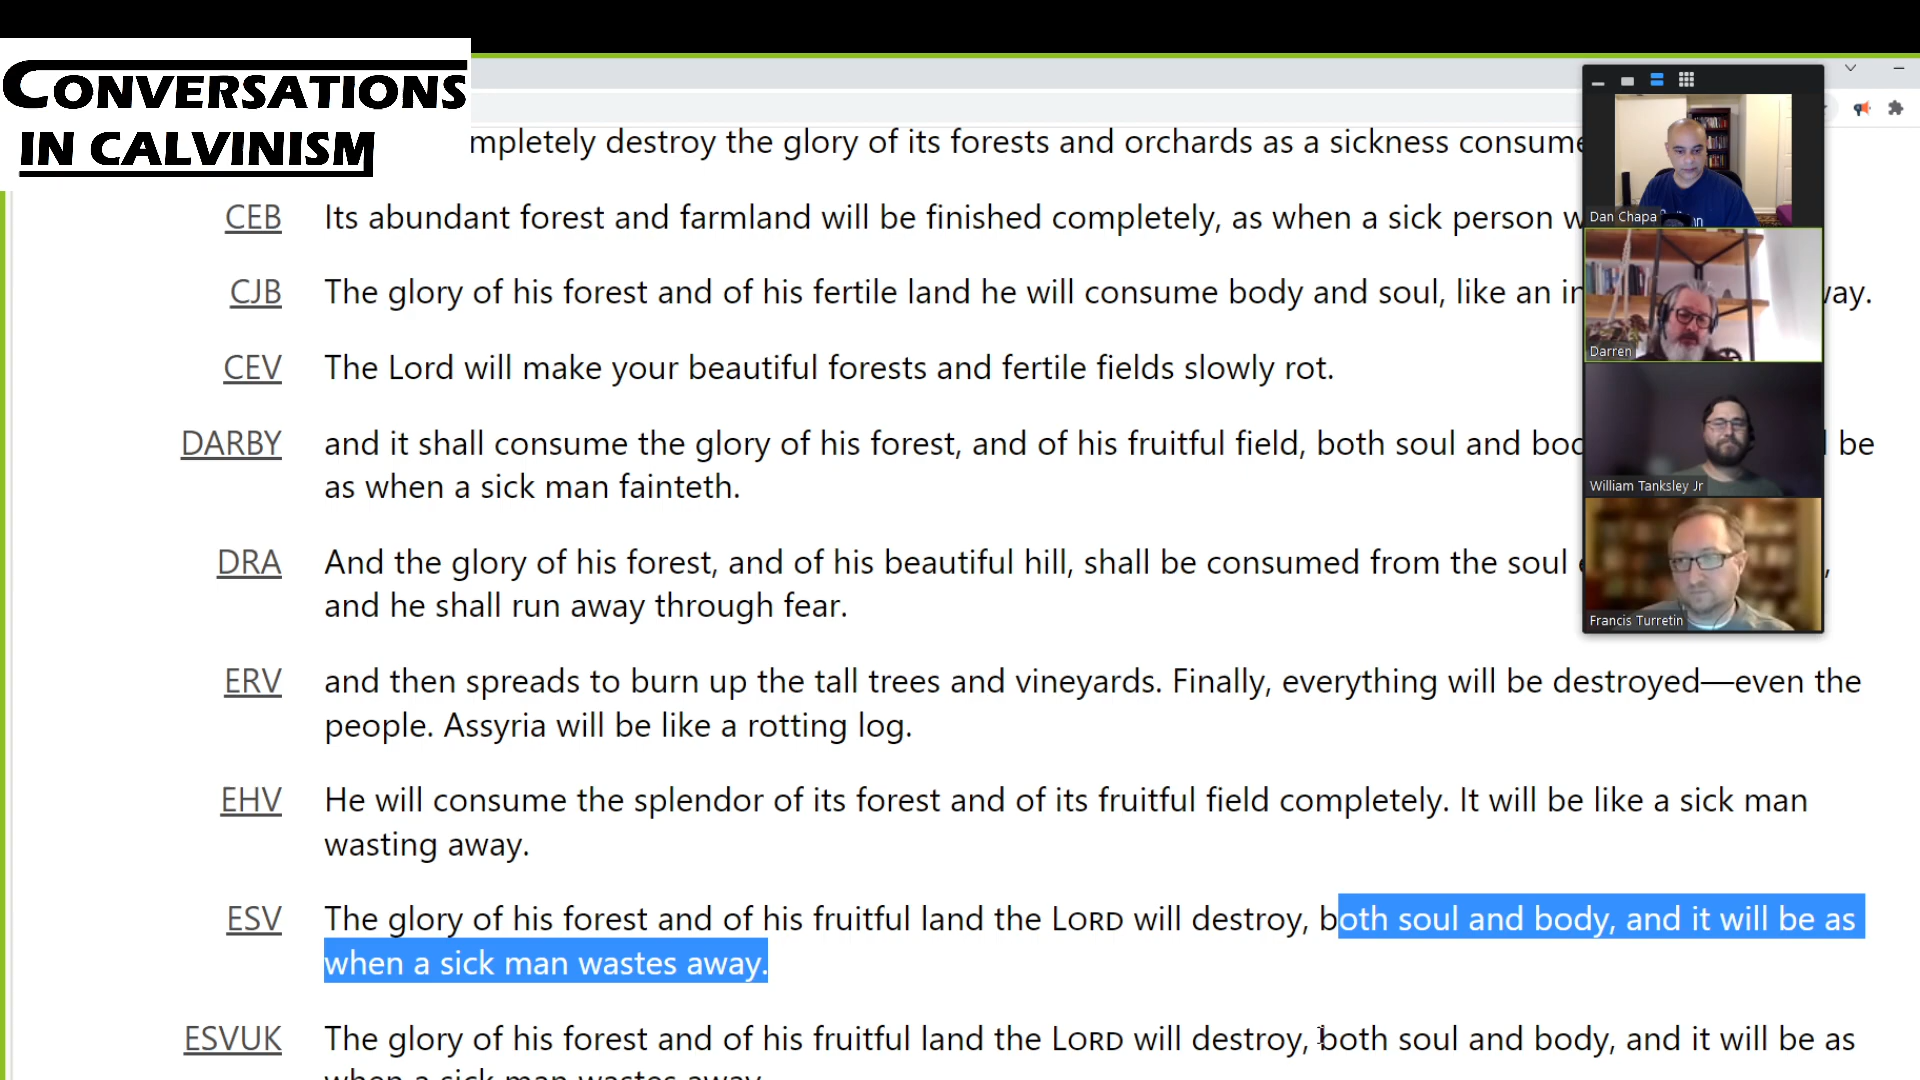 CONVERSATIONS
IN CALVINISM
mpletely destroy the glory of its forests and orchards as a sickness consume
CEB Its abundant forest and farmland will be finished completely, as when a sick person w
CJB The glory of his forest and of his fertile land he will consume body and soul, like an in vay.
CEV The Lord will make your beautiful forests and fertile fields slowly rot.
DARBY and it shall consume the glory of his forest, and of his fruitful field, both soul and bod be
as when a sick man fainteth.
DRA And the glory of his forest, and of his beautiful hill, shall be consumed from the soul
and he shall run away through fear.
ERV and then spreads to burn up the tall trees and vineyards. Finally, everything will be destroyed—even the
people. Assyria will be like a rotting log.
EHV He will consume the splendor of its forest and of its fruitful field completely. It will be like a sick man
wasting away.
ESV The glory of his forest and of his fruitful land the LORD will destroy, both soul and body, and it will be as
when a sick man wastes away.
ESVUK The glory of his forest and of his fruitful land the LORD will destroy, both soul and body, and it will be as
when a sick man wastes away.
Dan Chapa
Darren
William Tanksley Jr
Francis Turretin